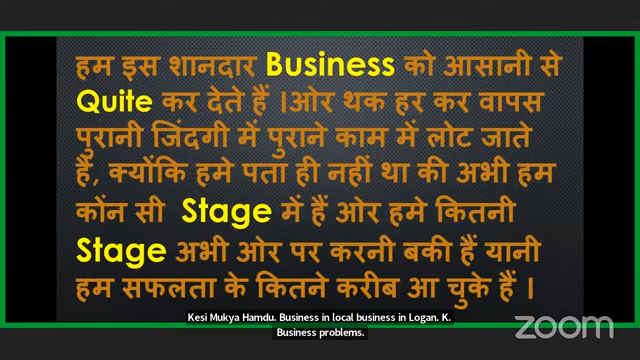 हम इस शानदार Business को आसानी से
Quite कर देते हैं ।ओर थक हर कर वापस
पुरानी जिंदगी में पुराने काम में लोट जाते
हैं, क्योंकि हमे पता ही नहीं था की अभी हम
कोंन सी Stage में हैं ओर हमे कितनी
Stage अभी ओर पर करनी बकी हैं यानी
हम सफलता के कितने करीब आ चुके हैं ।
Kesi Mukya Hamdu. Business in local business in Logan. K.
Business problems.
zoom